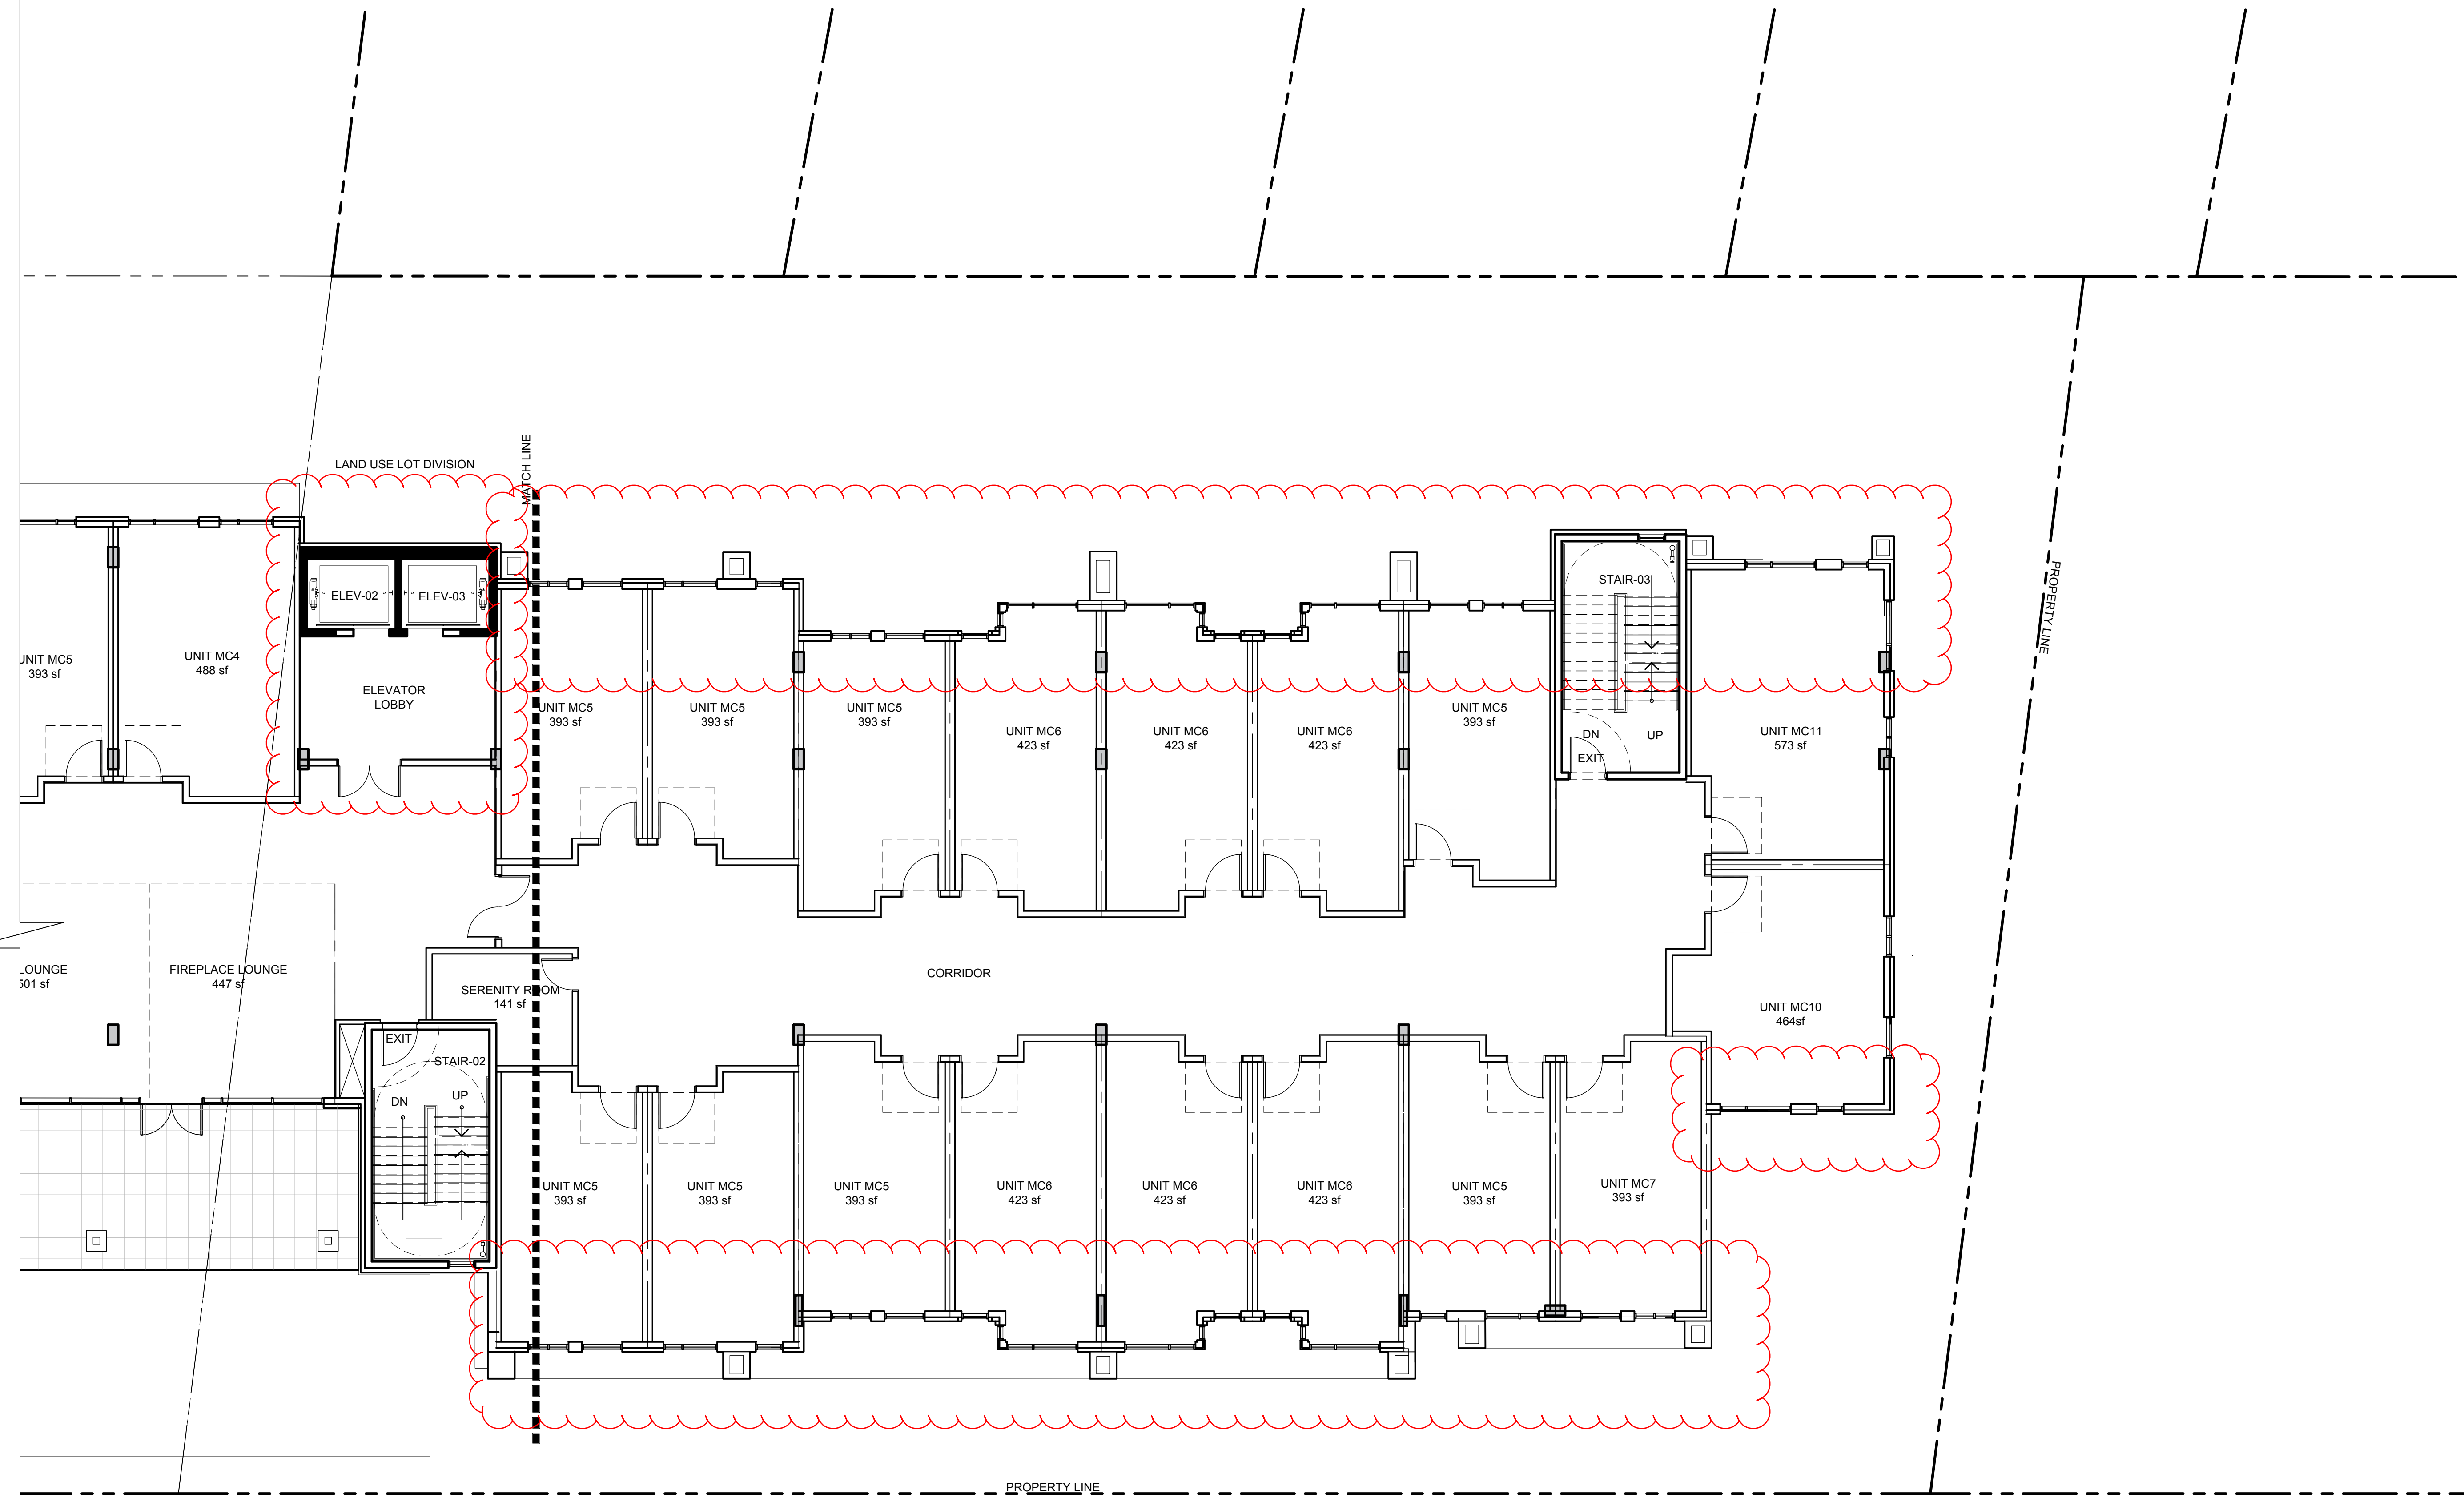 LAND USE LOT DIVISION
MATCH LINE
PROPERTY LINE
ELEV-02
ELEV-03
STAIR-03
UNIT MC5
393 sf
UNIT MC4
488 sf
ELEVATOR
LOBBY
UNIT MC5
393 sf
UNIT MC5
393 sf
UNIT MC5
393 sf
UNIT MC6
423 sf
UNIT MC6
423 sf
UNIT MC6
423 sf
UNIT MC5
393 sf
DN
UP
EXIT
UNIT MC11
573 sf
LOUNGE
601 sf
FIREPLACE LOUNGE
447 sf
SERENITY ROOM
141 sf
CORRIDOR
UNIT MC10
464sf
EXIT
STAIR-02
DN
UP
UNIT MC5
393 sf
UNIT MC5
393 sf
UNIT MC5
393 sf
UNIT MC6
423 sf
UNIT MC6
423 sf
UNIT MC6
423 sf
UNIT MC5
393 sf
UNIT MC7
393 sf
PROPERTY LINE